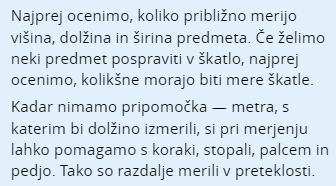 Najprej ocenimo, koliko približno merijo
višina, dolžina in širina predmeta. Če želimo
neki predmet pospraviti v škatlo, najprej
ocenimo, kolikšne morajo biti mere škatle.
Kadar nimamo pripomočka — metra, s
katerim bi dolžino izmerili, si pri merjenju
lahko pomagamo s koraki, stopali, palcem in
pedjo. Tako so razdalje merili v preteklosti.